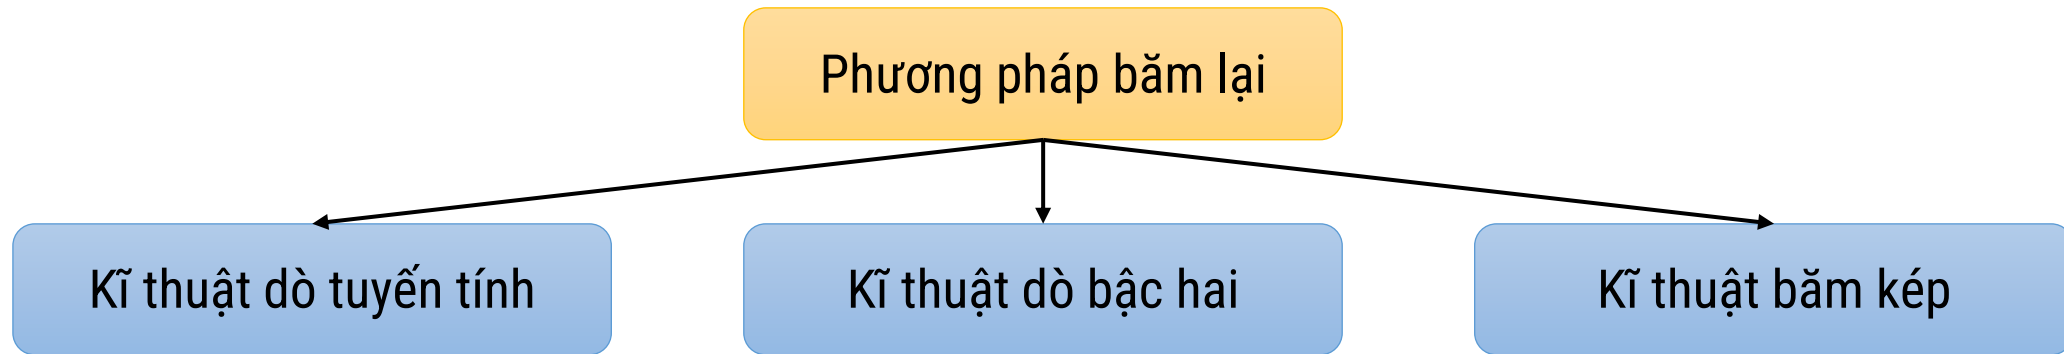 Phương pháp băm lại
Kĩ thuật dò tuyến tính
Kĩ thuật dò bậc hai
Kĩ thuật băm kép